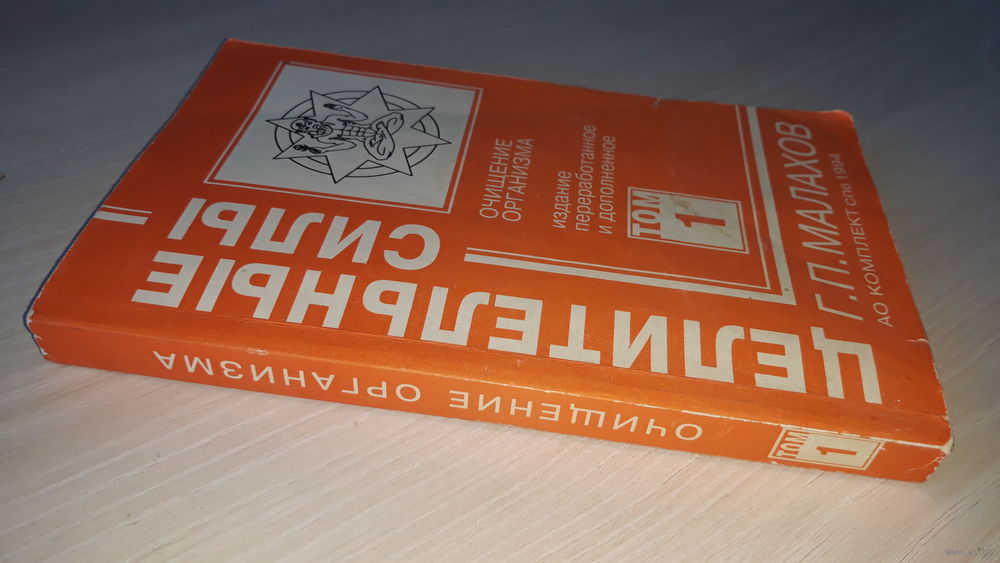 Г.П.МАЛАХОВ
АО КОМПЛЕКТ СПб 1994
ЦЕЛИТЕЛЬНЫЕ
СИЛЫ
ТОМ
1
ОЧИЩЕНИЕ
ОРГАНИЗМА
издание
переработанное
и дополненное
ТОМ
1
ОЧИЩЕНИЕ ОРГАНИЗМА